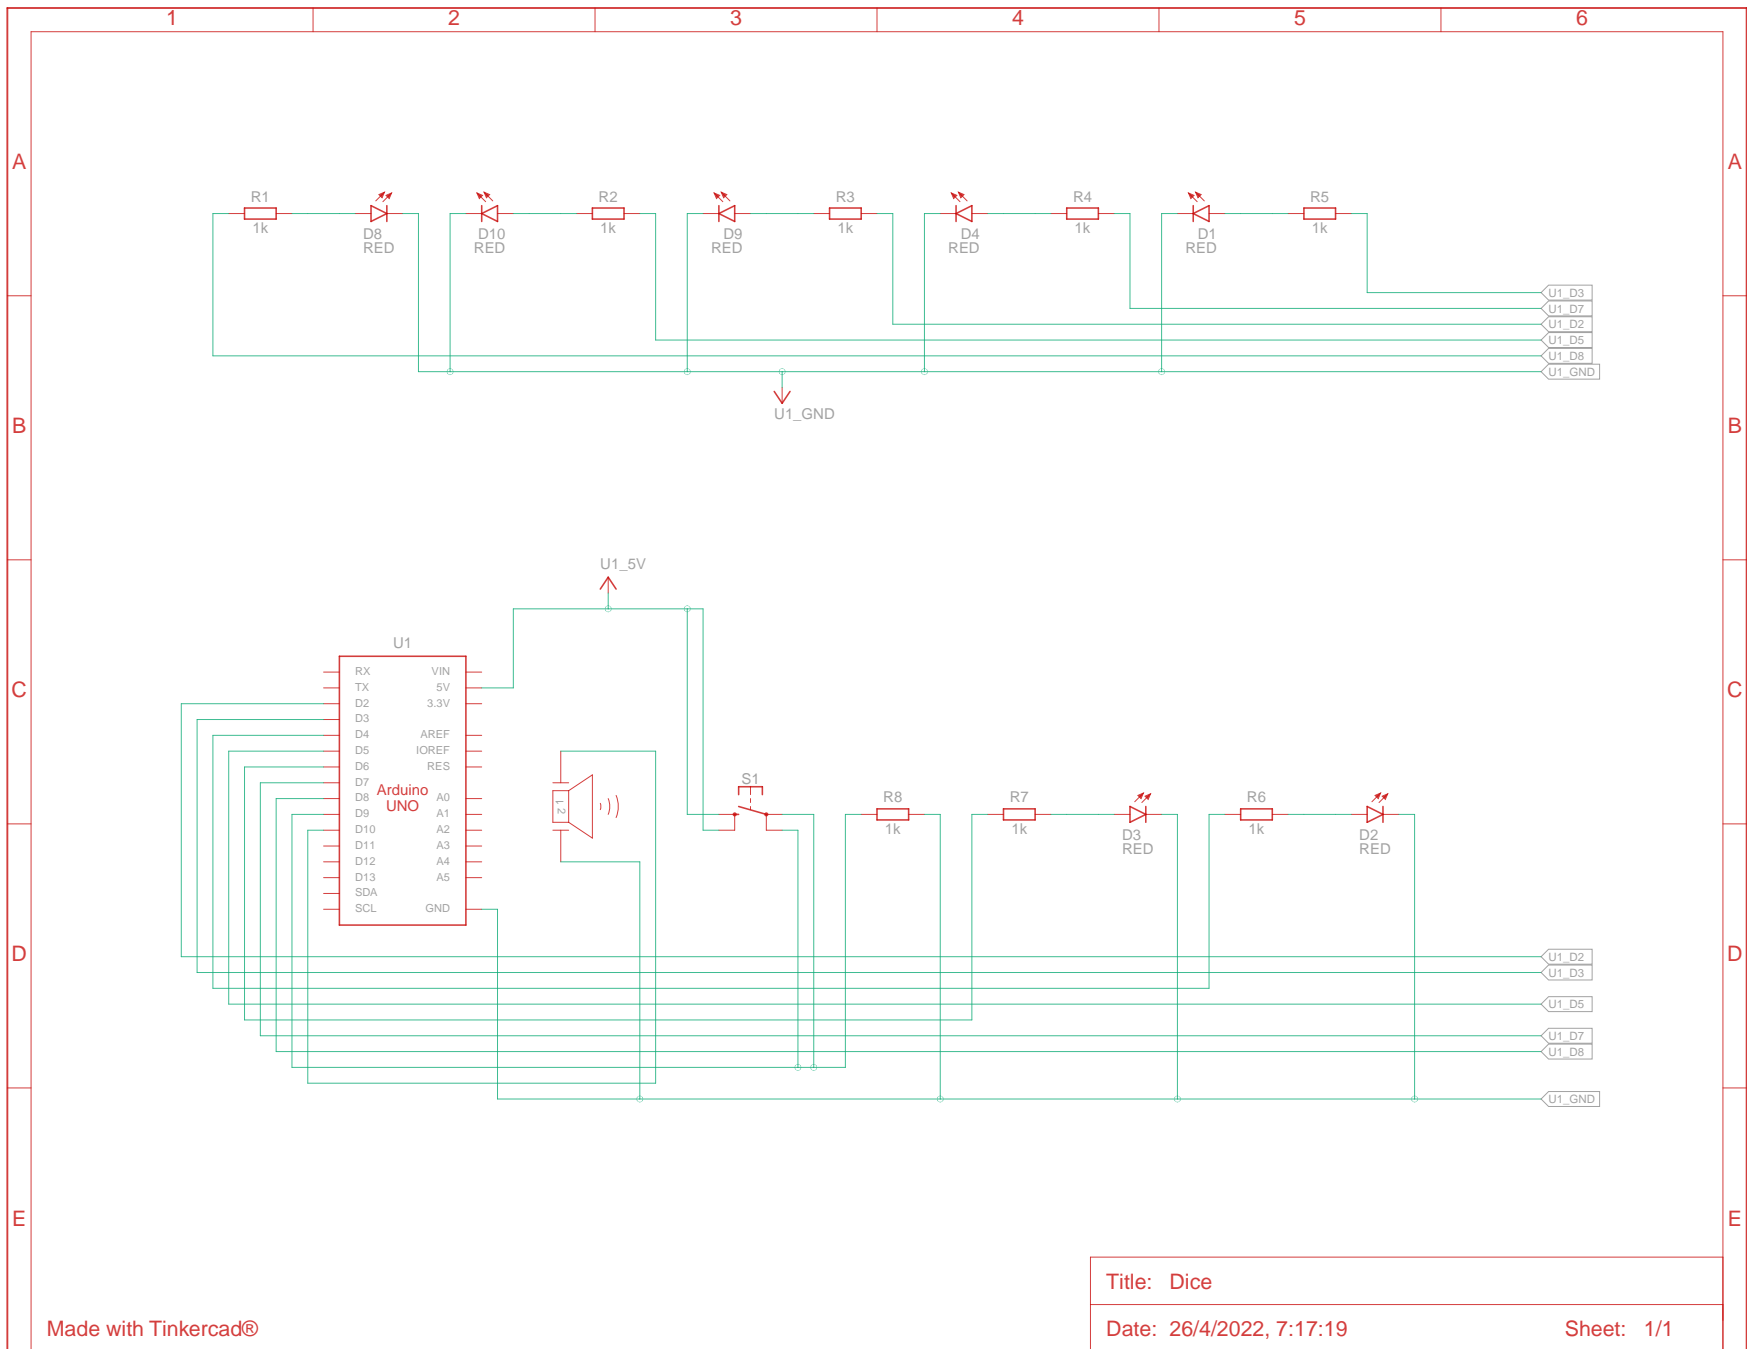 1 2 3 4 5 6
A A
R1 R2 R3 R4 R5
1k 1k 1k 1k 1k
D8 D10 D9 D4 D1
RED RED RED RED RED
U1_D3
U1_D7
U1_D2
U1_D5
U1_D8
U1_GND
U1_GND
B B
U1_5V
U1
RX VIN
TX 5V
D2 3.3V
D3
D4 AREF
D5 IOREF
D6 RES
D7
D8 A0
D9 A1
D10 A2
D11 A3
D12 A4
D13 A5
SDA
SCL GND
Arduino
UNO
C C
1 2
S1
R8 R7 R6
1k 1k 1k
D3 D2
RED RED
D D
U1_D2
U1_D3
U1_D5
U1_D7
U1_D8
U1_GND
E E
Title: Dice
Made with Tinkercad®
Date: 26/4/2022, 7:17:19 Sheet: 1/1